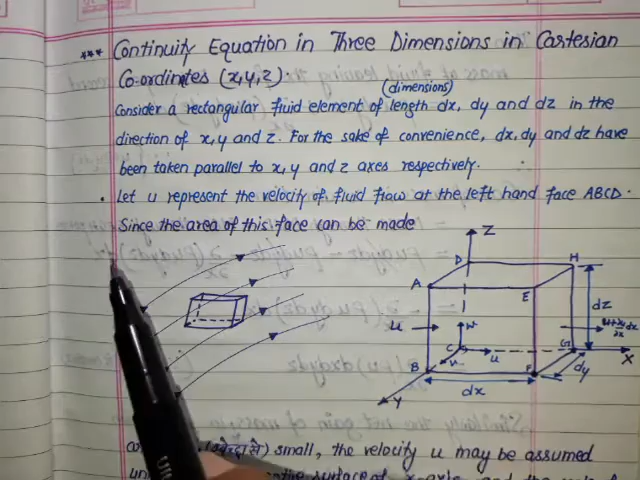 *** Continuity Equation in Three Dimensions in Cartesian
Co-ordinates (x,y,z).
(dimensions)
Consider a rectangular fluid element of length dx, dy and dz in the
direction of x,y and z. For the sake of convenience, dx,dy and dz have
been taken parallel to x,y and z axes respectively.
• Let u represent the velocity of fluid flow at the left hand face ABCD.
Since the area of this face can be made
Z
D
H
A
E
dz
u
w
u+∂u/∂x dx
C
G
u
v
X
B
F
dy
dx
Y
small, the velocity u may be assumed